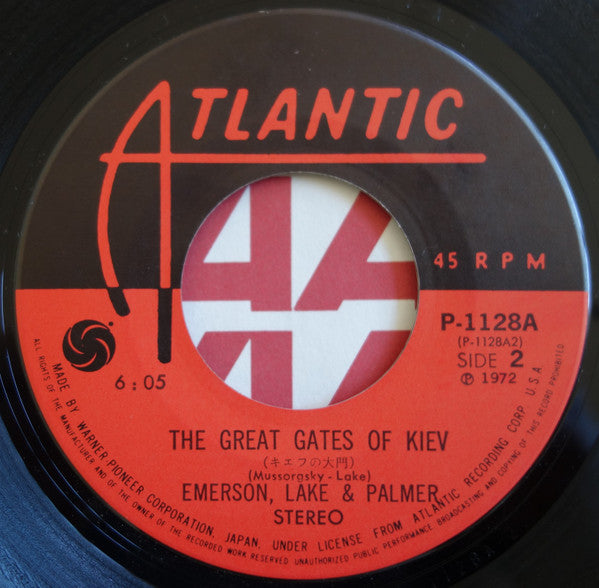 ATLANTIC
45 RPM
P-1128A
(P-1128A2)
SIDE 2
℗ 1972
6:05
THE GREAT GATES OF KIEV
(キエフの大門)
(Mussorgsky - Lake)
EMERSON, LAKE & PALMER
STEREO
MADE BY WARNER-PIONEER CORPORATION, JAPAN, UNDER LICENSE FROM ATLANTIC RECORDING CORP. U.S.A.
ALL RIGHTS OF THE MANUFACTURER AND OF THE OWNER OF THE RECORDED WORK RESERVED UNAUTHORIZED PUBLIC PERFORMANCE BROADCASTING AND COPYING OF THIS RECORD PROHIBITED